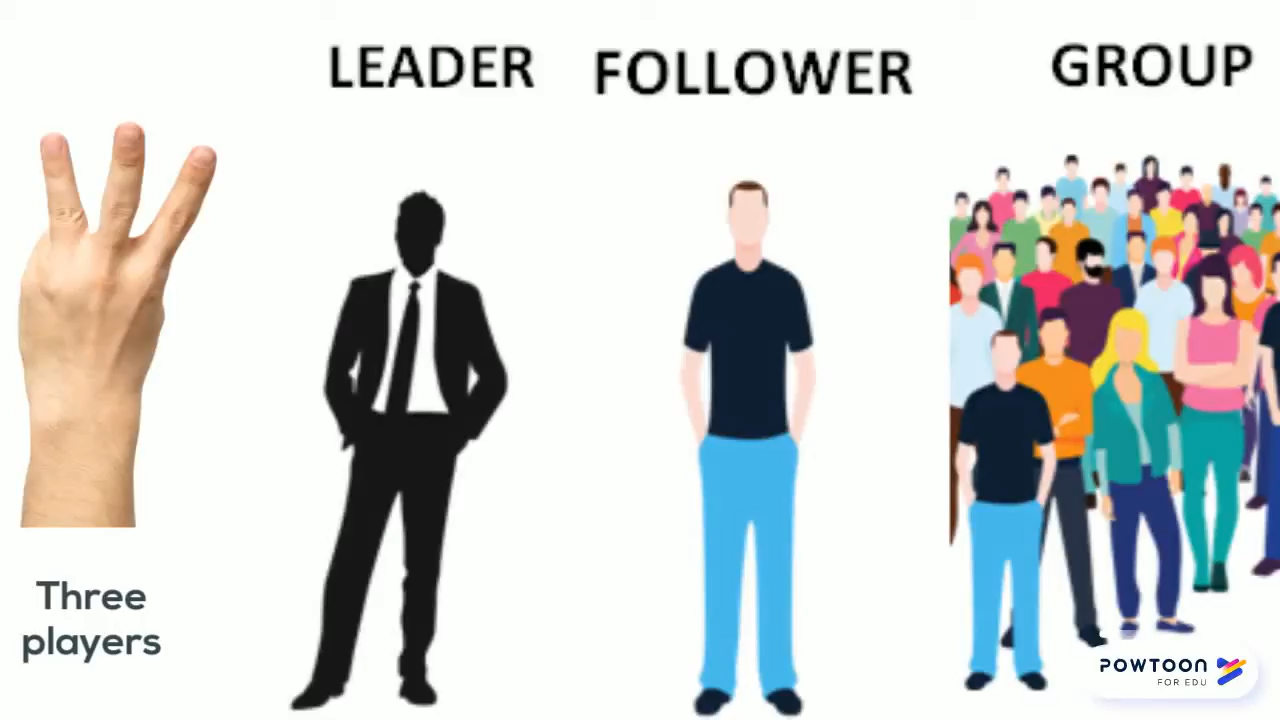 LEADER
FOLLOWER
GROUP
Three
players
POWTOON
FOR EDU